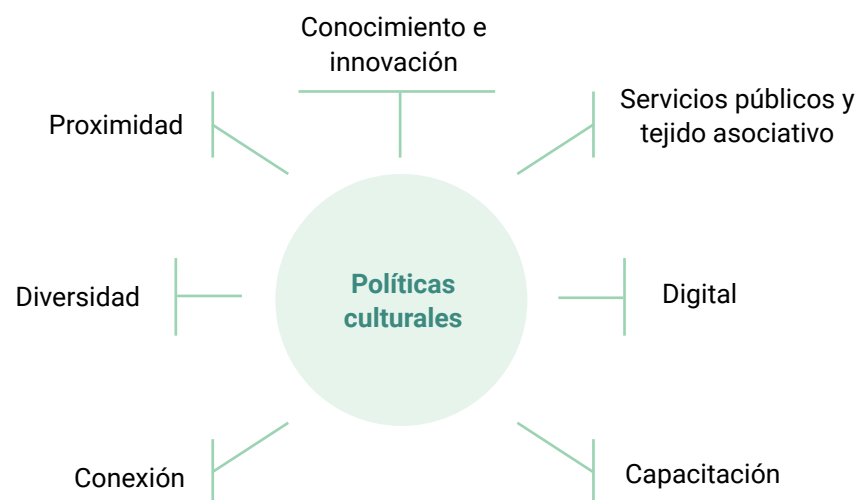 Conocimiento e
innovación
Proximidad
Servicios públicos y
tejido asociativo
Diversidad
Políticas
culturales
Digital
Conexión
Capacitación